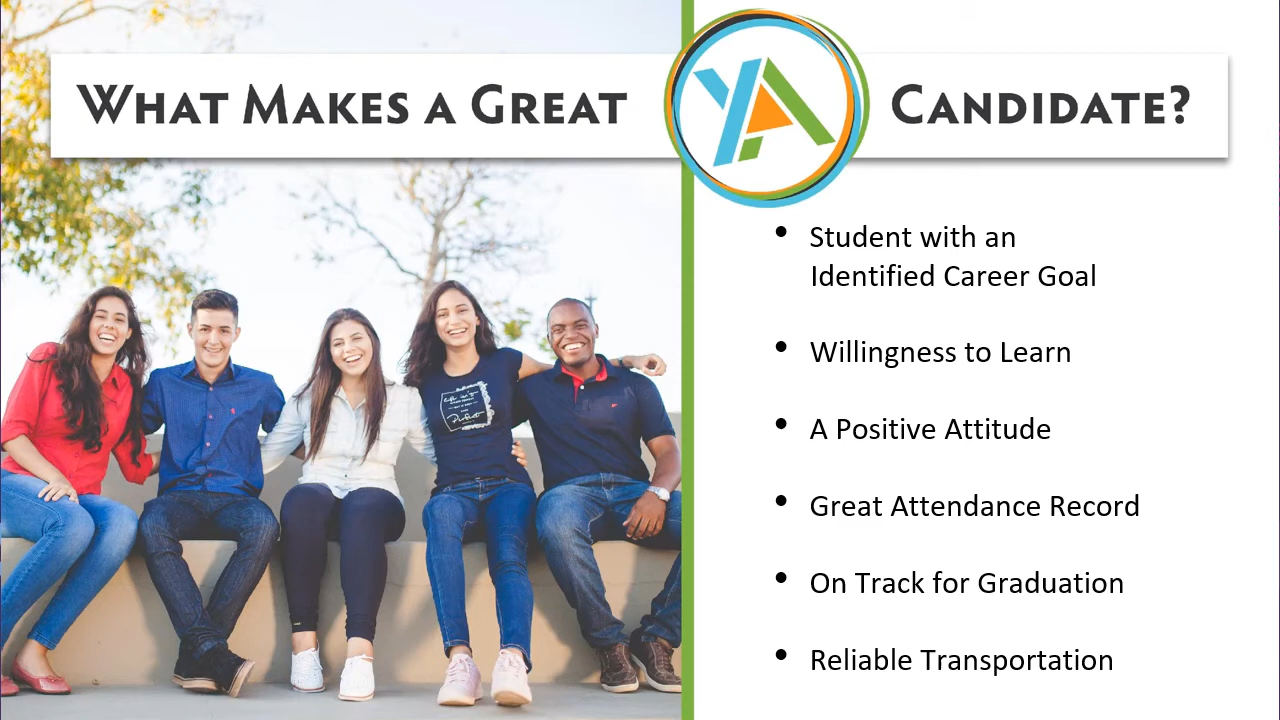 What Makes a Great YA Candidate?
• Student with an
Identified Career Goal
• Willingness to Learn
• A Positive Attitude
• Great Attendance Record
• On Track for Graduation
• Reliable Transportation